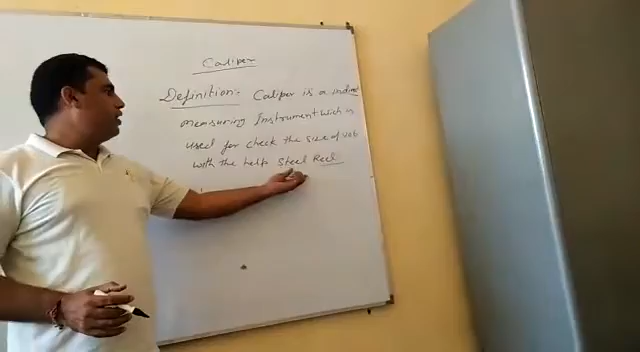 Caliper
Definition:- Caliper is a indirect
measuring Instrument which is
used for check the size of Job
with the help Steel Reel